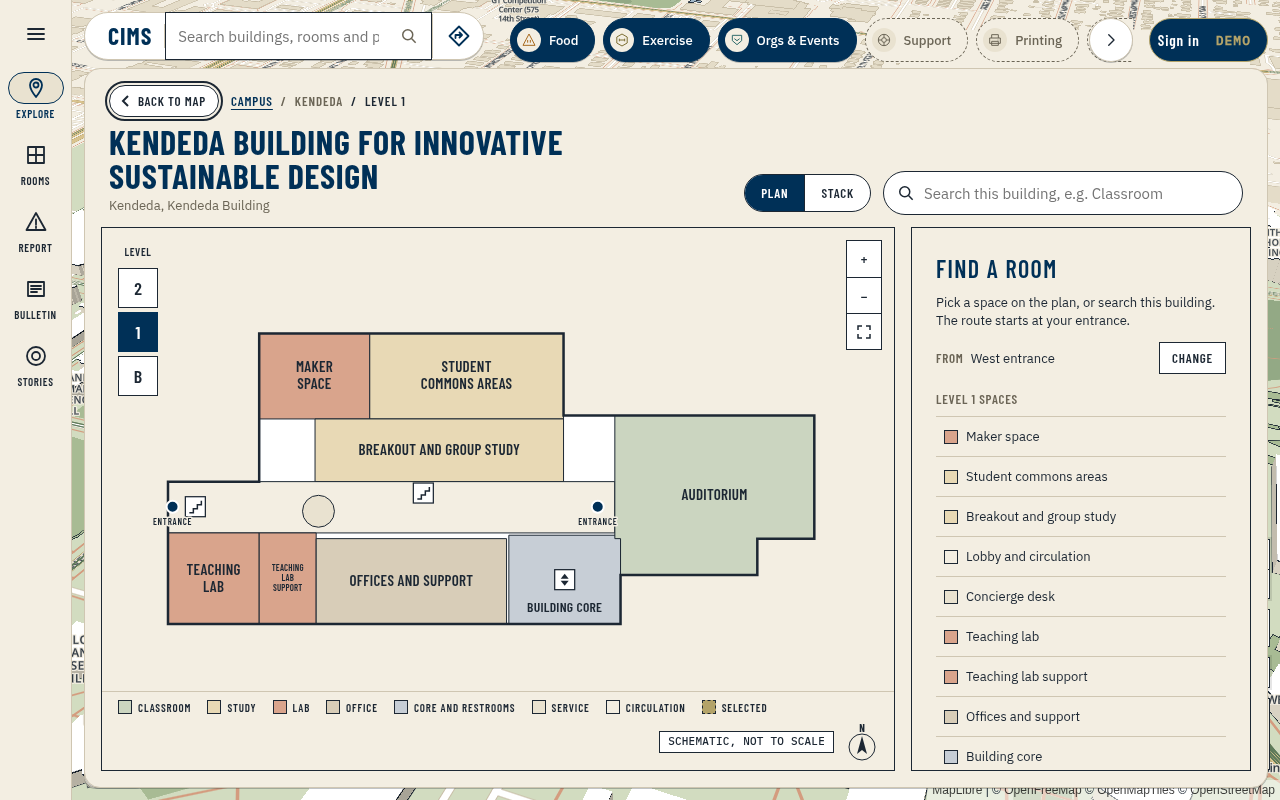 GT Competition
Center (575
14th Street)
CIMS
Search buildings, rooms and p
Food
Exercise
Orgs & Events
Support
Printing
Sign in
DEMO
EXPLORE
ROOMS
REPORT
BULLETIN
STORIES
BACK TO MAP
CAMPUS / KENDEDA / LEVEL 1
KENDEDA BUILDING FOR INNOVATIVE
SUSTAINABLE DESIGN
Kendeda, Kendeda Building
PLAN
STACK
Search this building, e.g. Classroom
LEVEL
2
1
B
+
−
MAKER
SPACE
STUDENT
COMMONS AREAS
BREAKOUT AND GROUP STUDY
AUDITORIUM
ENTRANCE
ENTRANCE
TEACHING
LAB
TEACHING
LAB
SUPPORT
OFFICES AND SUPPORT
BUILDING CORE
CLASSROOM
STUDY
LAB
OFFICE
CORE AND RESTROOMS
SERVICE
CIRCULATION
SELECTED
SCHEMATIC, NOT TO SCALE
N
FIND A ROOM
Pick a space on the plan, or search this building.
The route starts at your entrance.
FROM West entrance
CHANGE
LEVEL 1 SPACES
Maker space
Student commons areas
Breakout and group study
Lobby and circulation
Concierge desk
Teaching lab
Teaching lab support
Offices and support
Building core
MapLibre | © OpenFreeMap © OpenMapTiles © OpenStreetMap